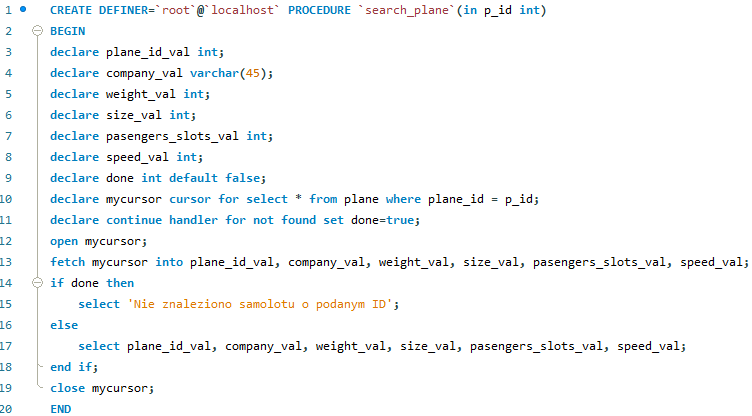 1 CREATE DEFINER=`root`@`localhost` PROCEDURE `search_plane`(in p_id int)
2 BEGIN
3 declare plane_id_val int;
4 declare company_val varchar(45);
5 declare weight_val int;
6 declare size_val int;
7 declare pasengers_slots_val int;
8 declare speed_val int;
9 declare done int default false;
10 declare mycursor cursor for select * from plane where plane_id = p_id;
11 declare continue handler for not found set done=true;
12 open mycursor;
13 fetch mycursor into plane_id_val, company_val, weight_val, size_val, pasengers_slots_val, speed_val;
14 if done then
15 select 'Nie znaleziono samolotu o podanym ID';
16 else
17 select plane_id_val, company_val, weight_val, size_val, pasengers_slots_val, speed_val;
18 end if;
19 close mycursor;
20 END